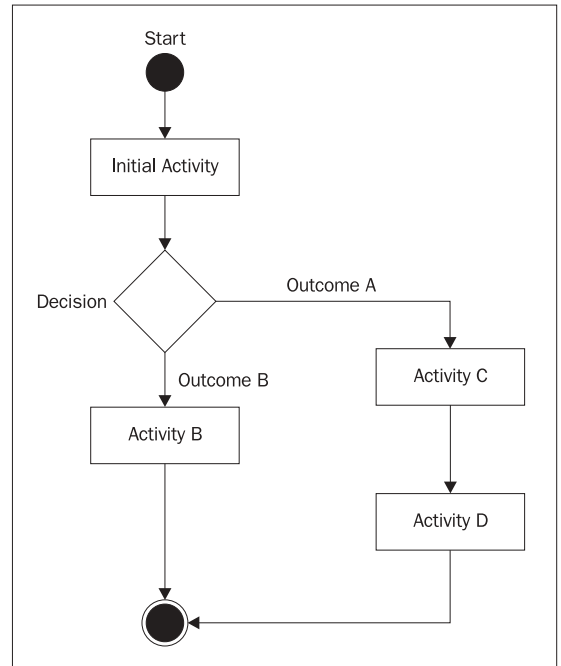 Start
Initial Activity
Outcome A
Decision
Activity C
Outcome B
Activity B
Activity D